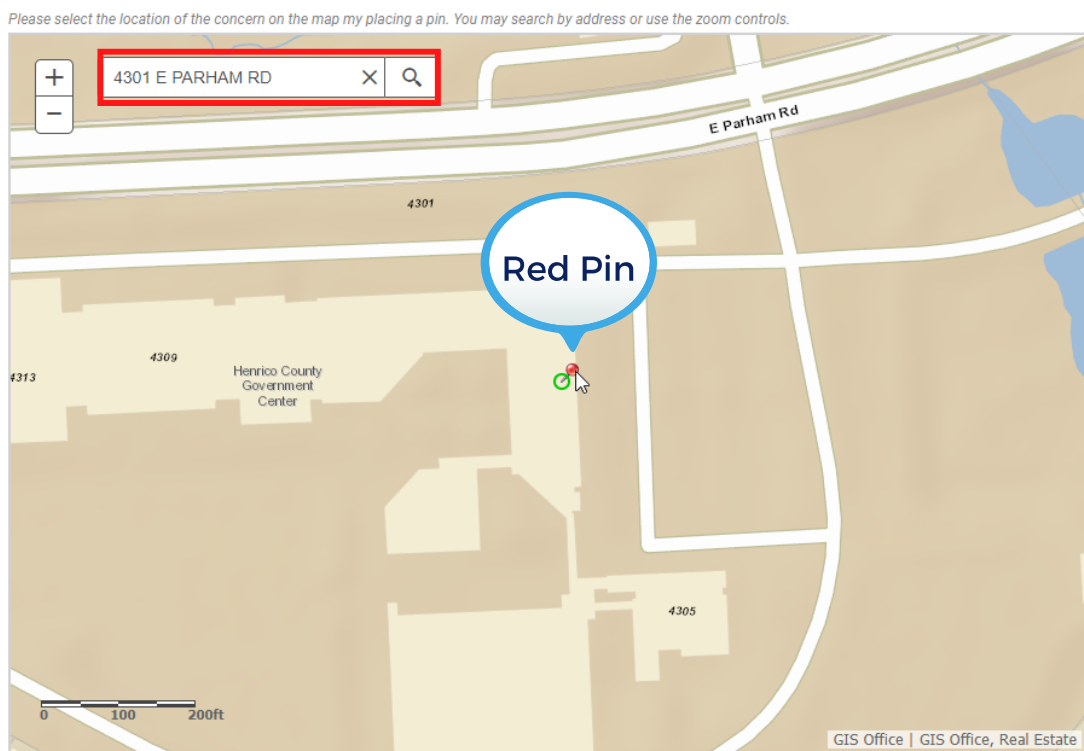 Please select the location of the concern on the map my placing a pin. You may search by address or use the zoom controls.
+
4301 E PARHAM RD
−
E Parham Rd
4301
Red Pin
4309
4313
Henrico County
Government
Center
4305
0 100 200ft
GIS Office | GIS Office, Real Estate